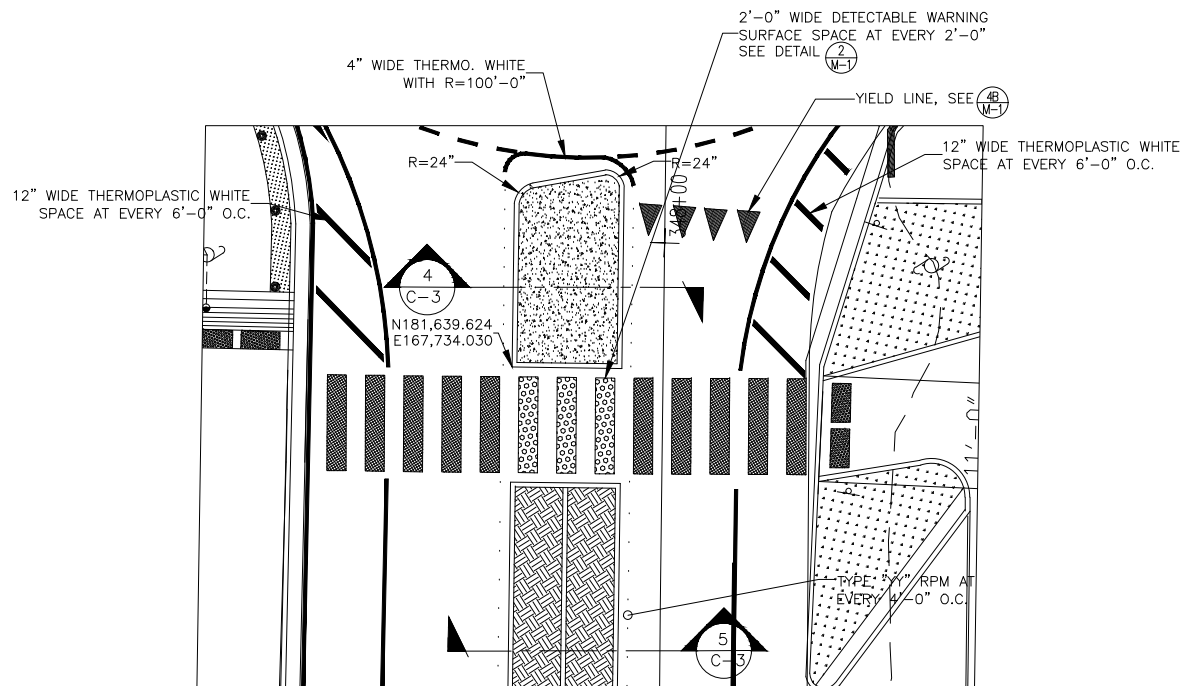 2'-0" WIDE DETECTABLE WARNING
SURFACE SPACE AT EVERY 2'-0"
SEE DETAIL 2
M-1
4" WIDE THERMO. WHITE
WITH R=100'-0"
YIELD LINE, SEE 4B
M-1
12" WIDE THERMOPLASTIC WHITE
SPACE AT EVERY 6'-0" O.C.
R=24"
R=24"
12" WIDE THERMOPLASTIC WHITE
SPACE AT EVERY 6'-0" O.C.
348+00
4
C-3
N181,639.624
E167,734.030
11'-0"
TYPE "YY" RPM AT
EVERY 4'-0" O.C.
5
C-3